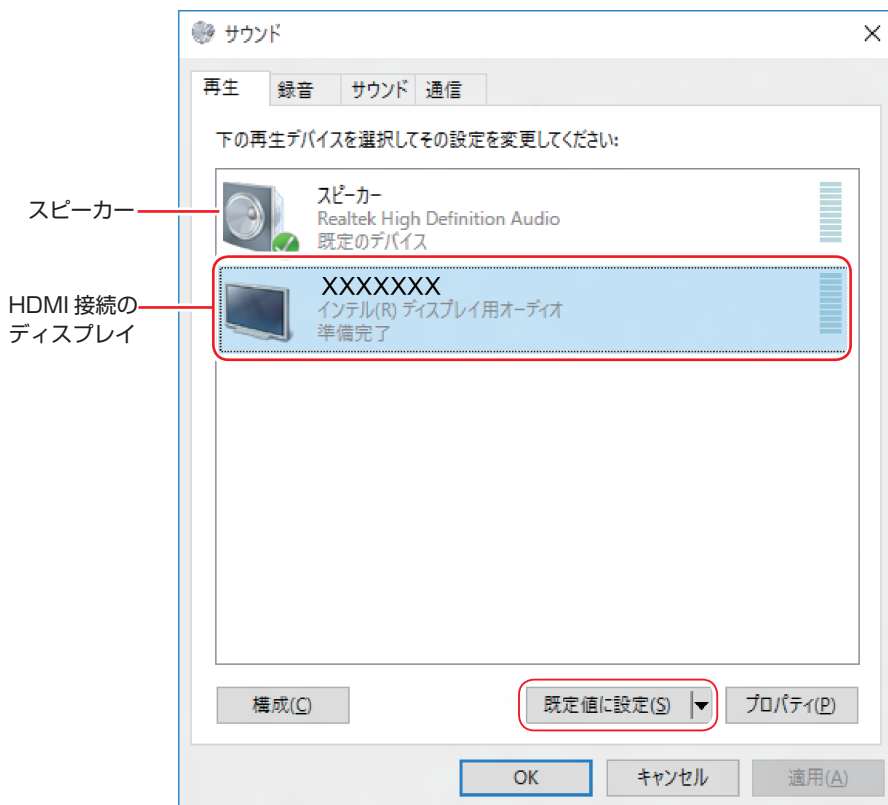 サウンド
再生 録音 サウンド 通信
下の再生デバイスを選択してその設定を変更してください:
スピーカー
スピーカー
Realtek High Definition Audio
既定のデバイス
HDMI 接続の
ディスプレイ
XXXXXXX
インテル(R) ディスプレイ用オーディオ
準備完了
構成(C) 既定値に設定(S) プロパティ(P)
OK キャンセル 適用(A)